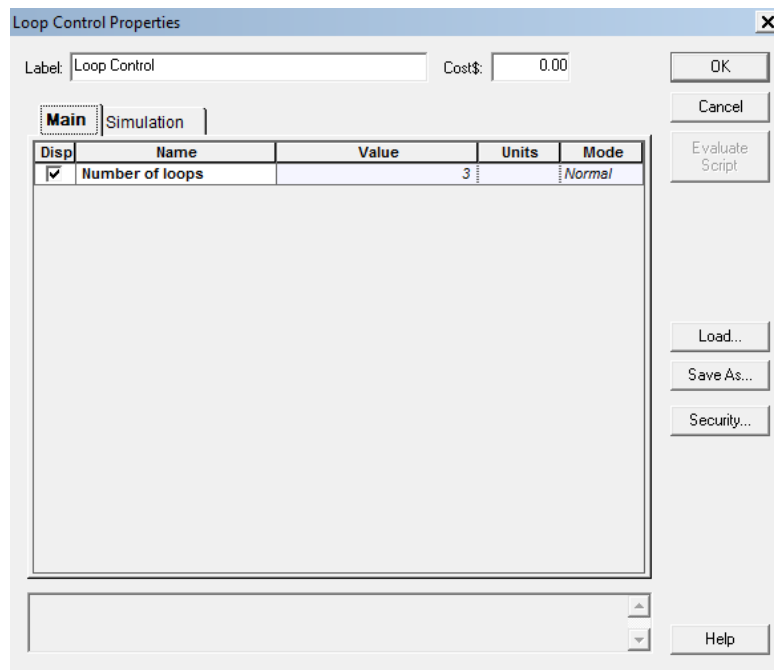 Loop Control Properties
Label: Loop Control Cost$: 0.00
OK
Cancel
Evaluate
Script
Main Simulation
Disp Name Value Units Mode
Number of loops 3 Normal
Load...
Save As...
Security...
Help